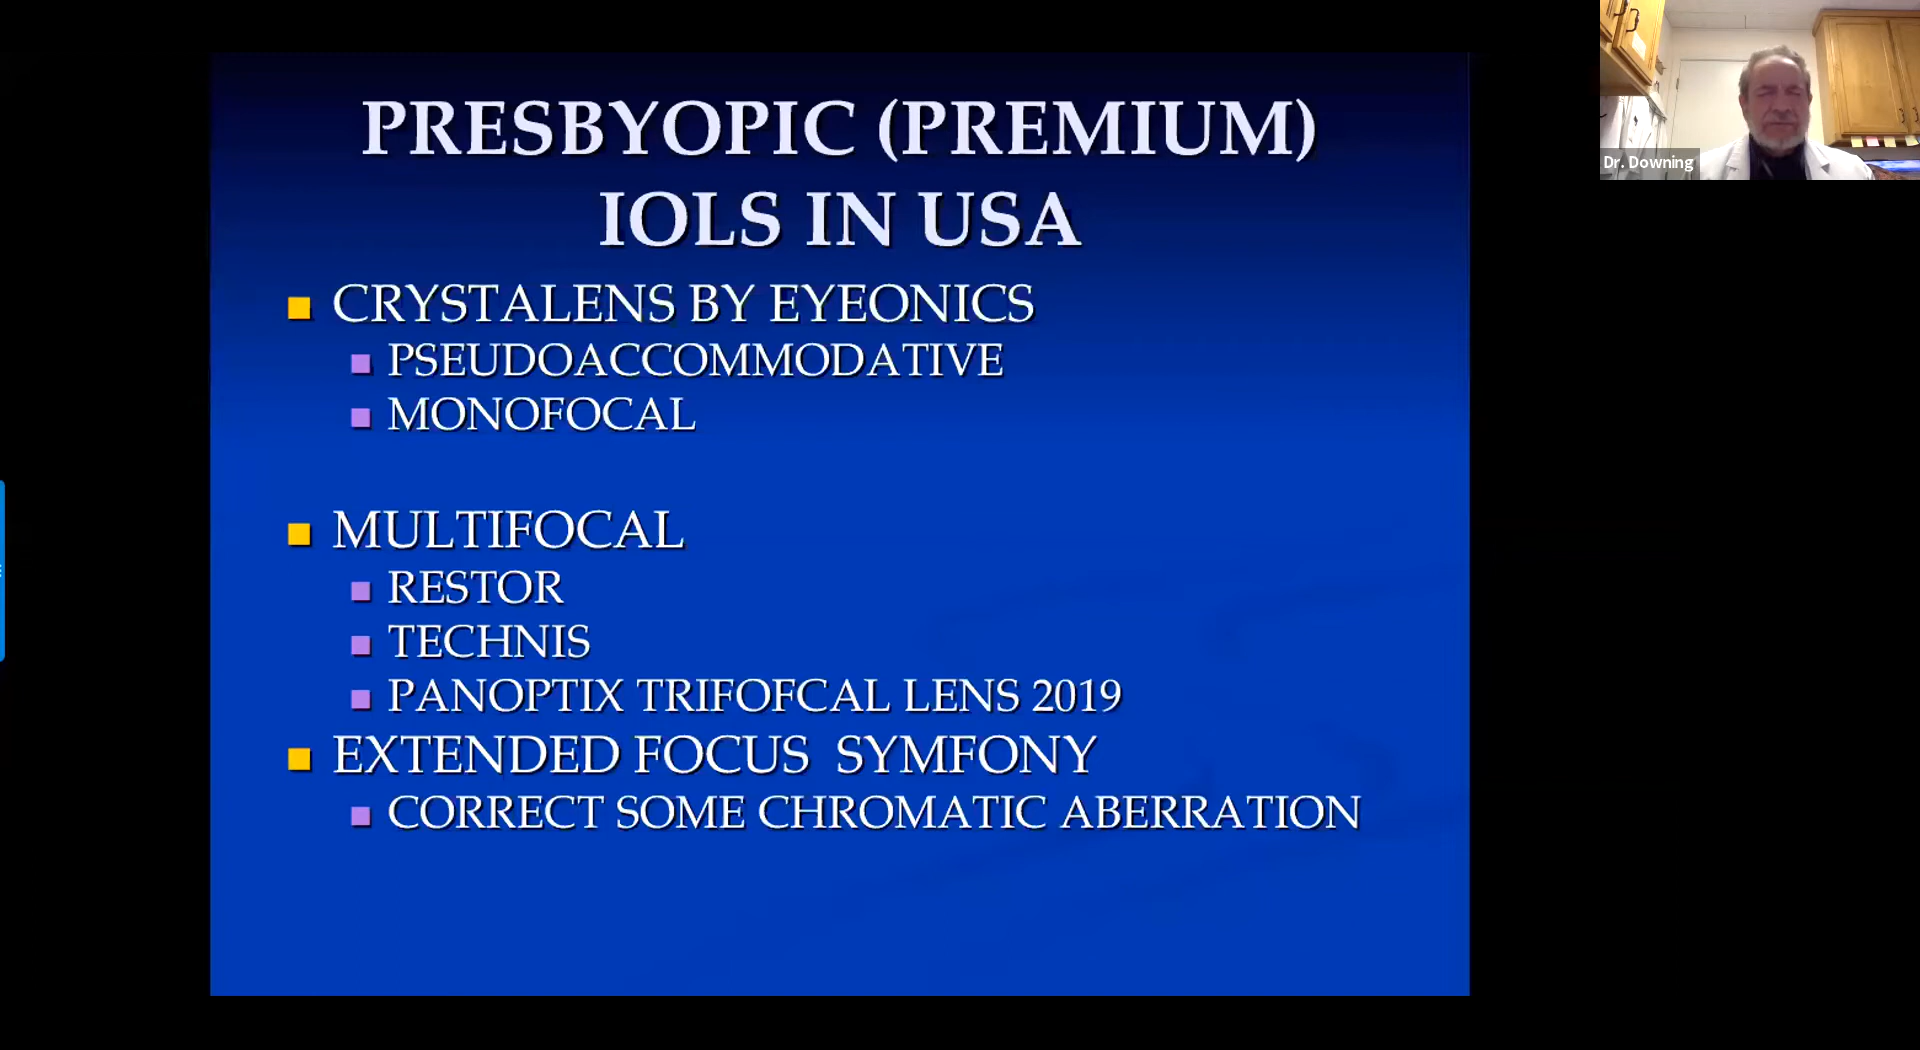 PRESBYOPIC (PREMIUM)
IOLS IN USA
CRYSTALENS BY EYEONICS
PSEUDOACCOMMODATIVE
MONOFOCAL
MULTIFOCAL
RESTOR
TECHNIS
PANOPTIX TRIFOFCAL LENS 2019
EXTENDED FOCUS SYMFONY
CORRECT SOME CHROMATIC ABERRATION
Dr. Downing